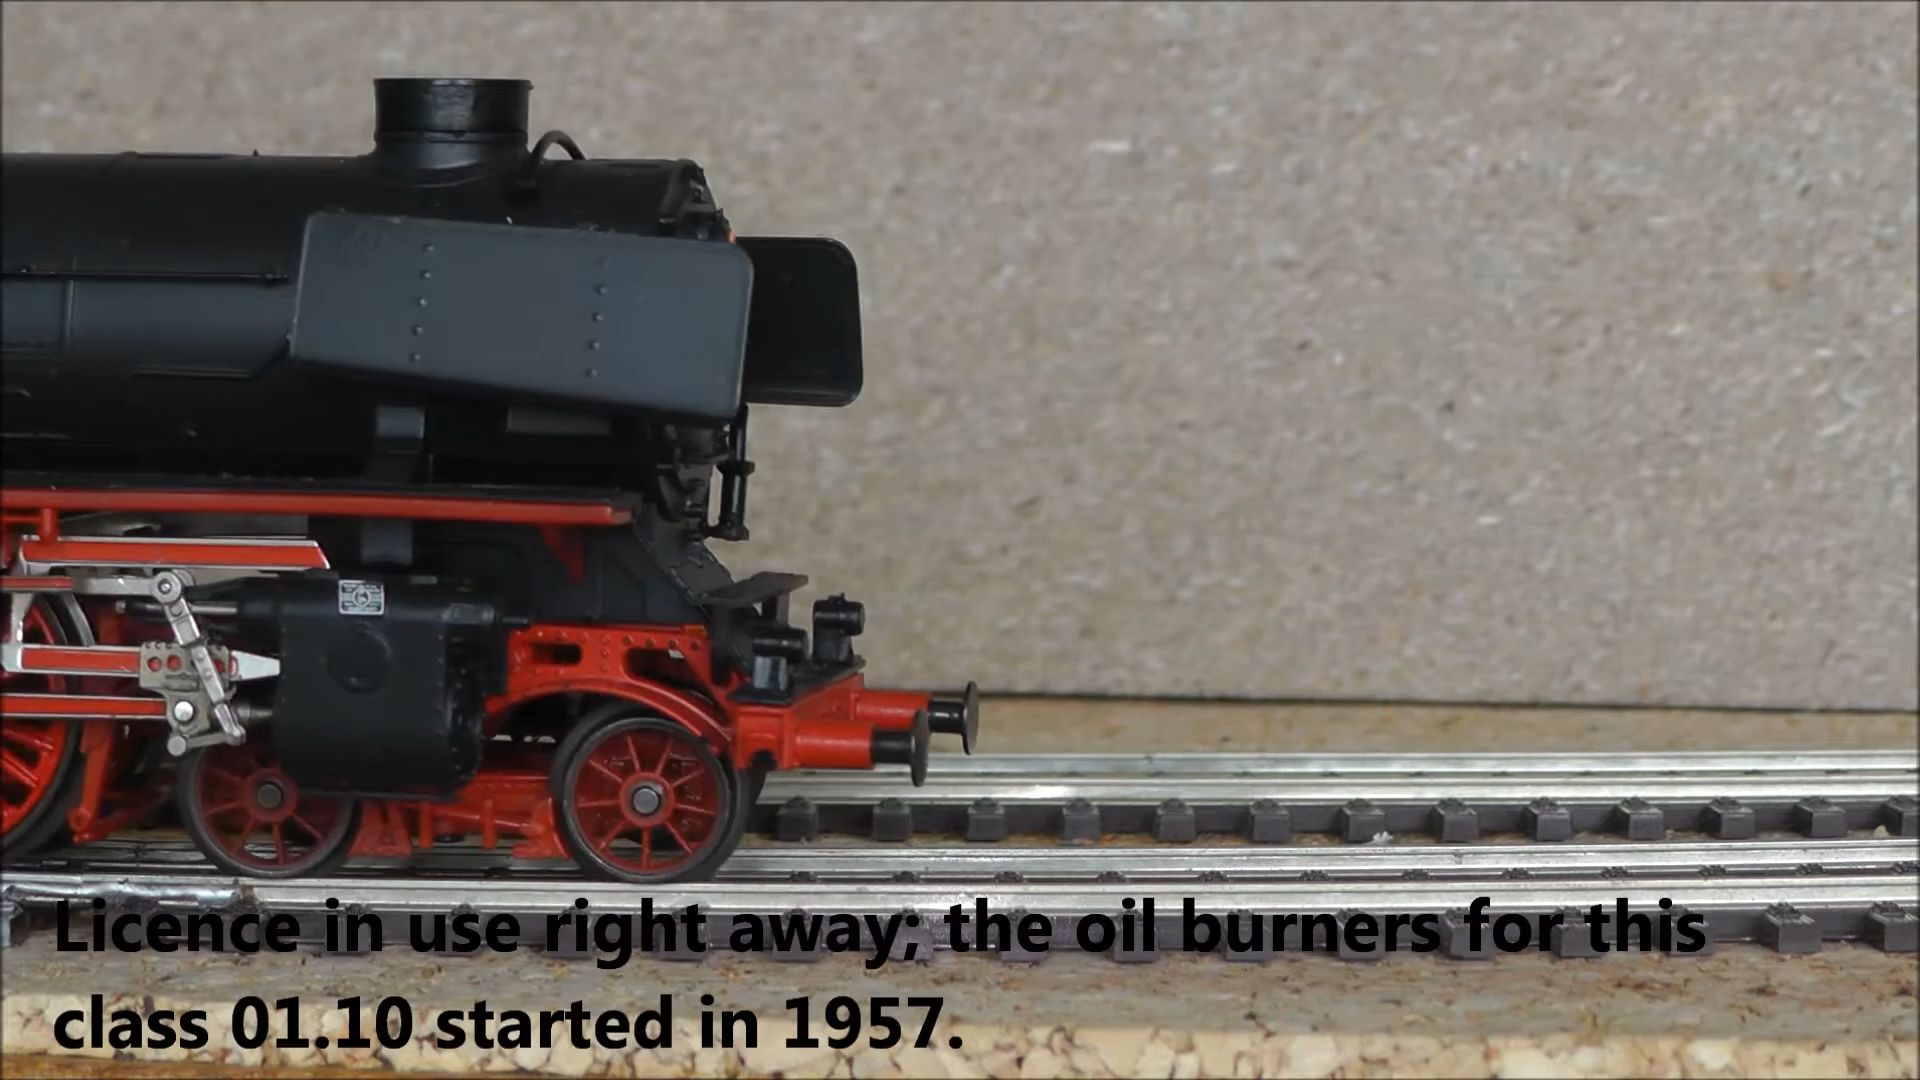 Licence in use right away; the oil burners for this
class 01.10 started in 1957.